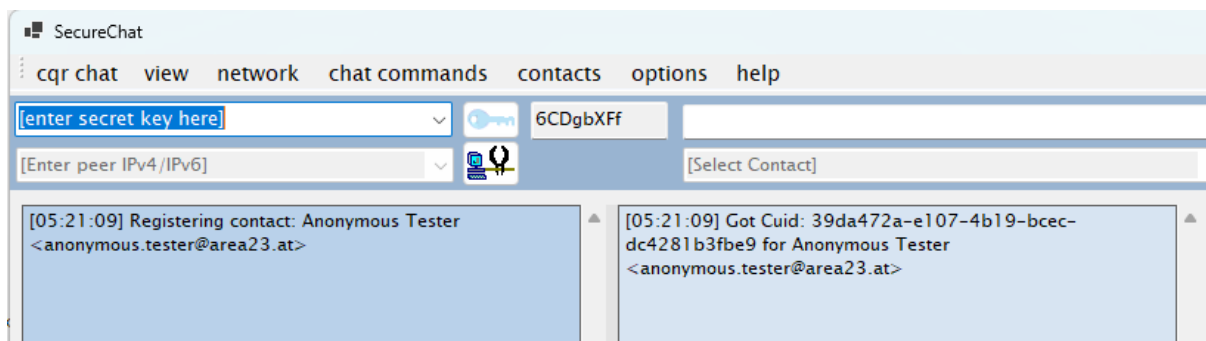 SecureChat
cqr chat view network chat commands contacts options help
[enter secret key here]
6CDgbXFf
[Enter peer IPv4/IPv6]
[Select Contact]
[05:21:09] Registering contact: Anonymous Tester
<anonymous.tester@area23.at>
[05:21:09] Got Cuid: 39da472a-e107-4b19-bcec-
dc4281b3fbe9 for Anonymous Tester
<anonymous.tester@area23.at>